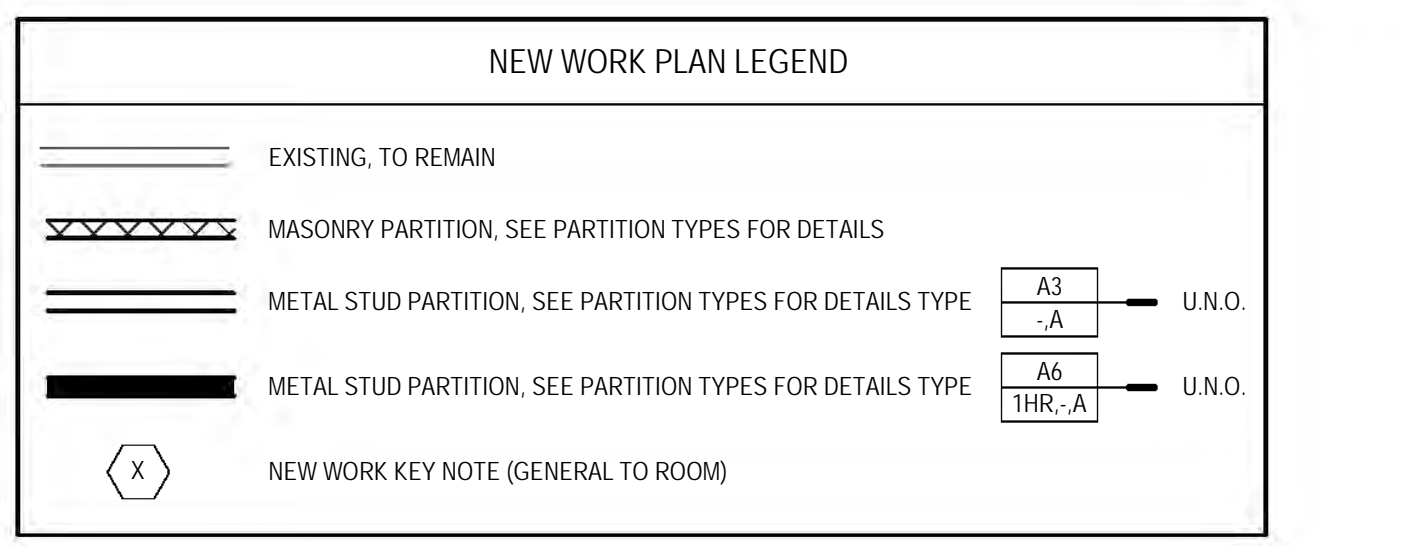 NEW WORK PLAN LEGEND
EXISTING, TO REMAIN
MASONRY PARTITION, SEE PARTITION TYPES FOR DETAILS
METAL STUD PARTITION, SEE PARTITION TYPES FOR DETAILS TYPE A3 U.N.O.
-,A
METAL STUD PARTITION, SEE PARTITION TYPES FOR DETAILS TYPE A6 U.N.O.
1HR,-,A
X NEW WORK KEY NOTE (GENERAL TO ROOM)